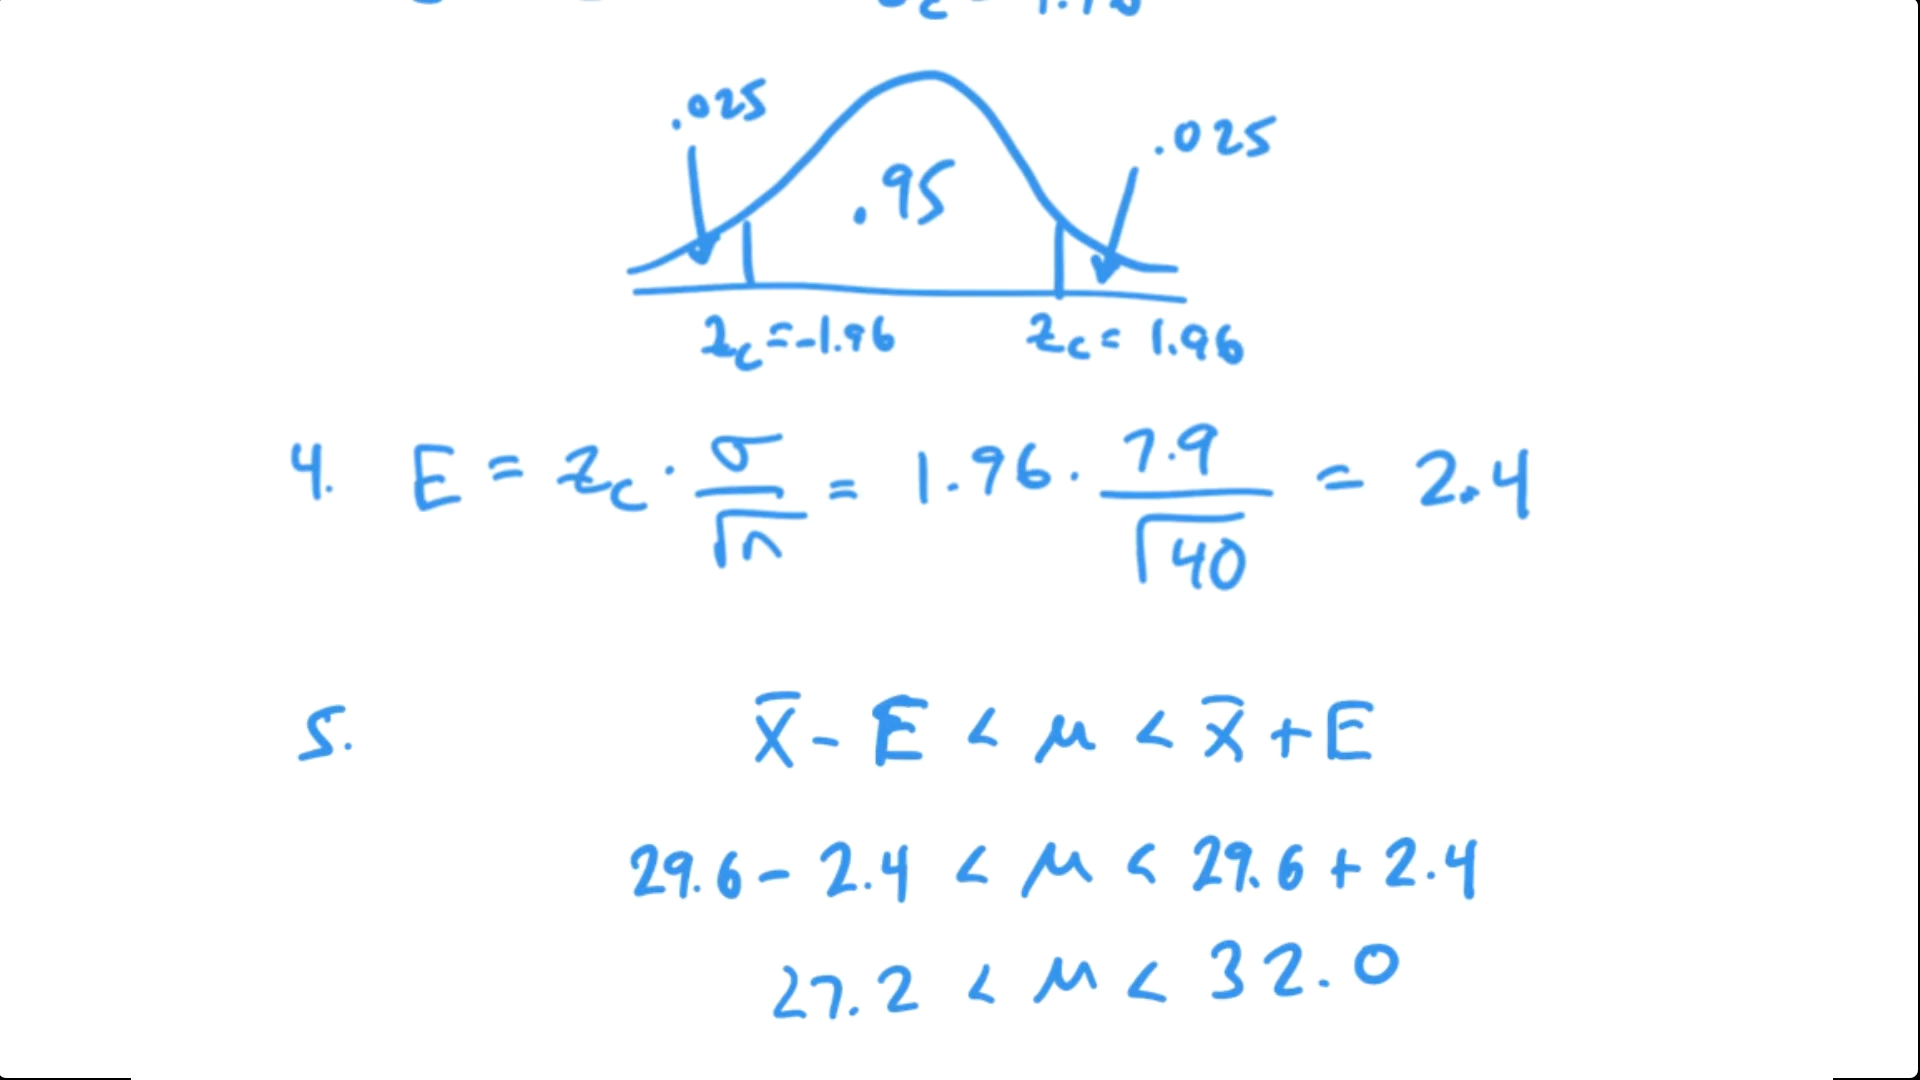 .025
.025
.95
z_c = -1.96 z_c = 1.96
4. E = z_c · σ/√n = 1.96 · 7.9/√40 = 2.4
5. x̄ - E < μ < x̄ + E
29.6 - 2.4 < μ < 29.6 + 2.4
27.2 < μ < 32.0